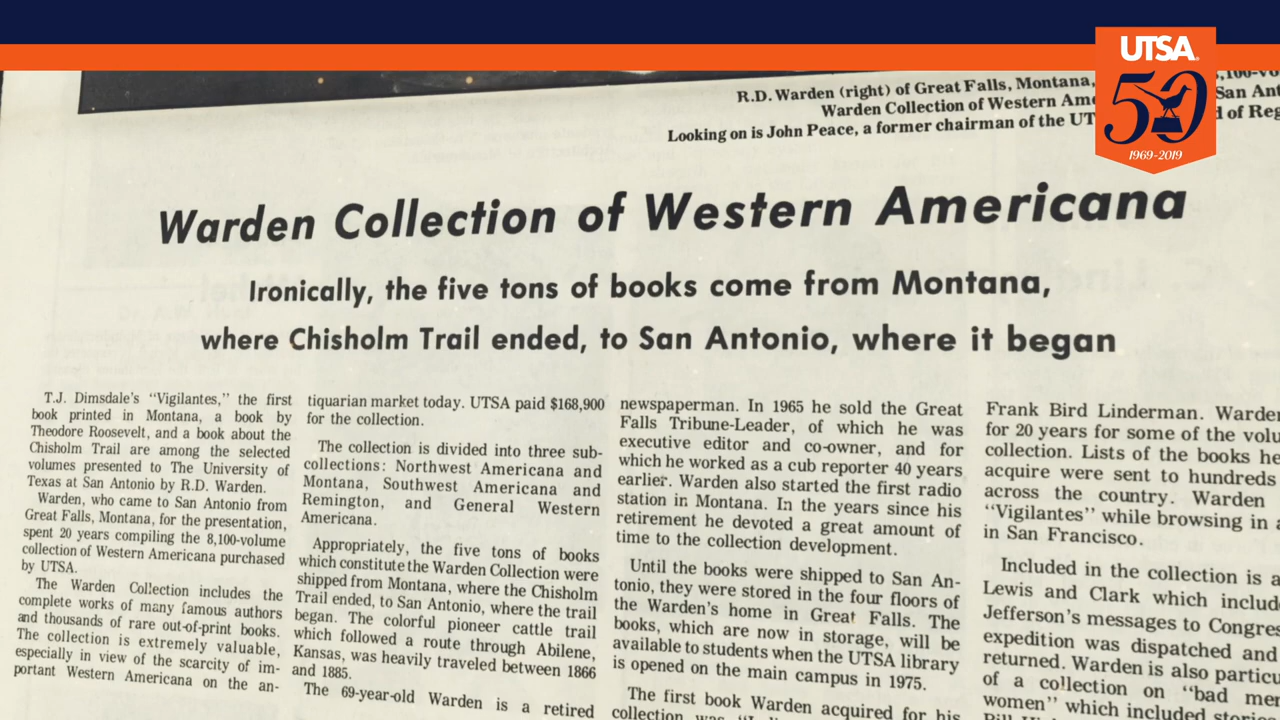 UTSA
50
1969-2019
R.D. Warden (right) of Great Falls, Montana,
Warden Collection of Western San Ant
Looking on is John Peace, a former chairman of the of
Warden Collection of Western Americana
Ironically, the five tons of books come from Montana,
where Chisholm Trail ended, to San Antonio, where it began
T.J. Dimsdale's "Vigilantes," the first
book printed in Montana, a book by
Theodore Roosevelt, and a book about the
Chisholm Trail are among the selected
volumes presented to The University of
Texas at San Antonio by R.D. Warden.
Warden, who came to San Antonio from
Great Falls, Montana, for the presentation,
spent 20 years compiling the 8,100-volume
collection of Western Americana purchased
by UTSA.
The Warden Collection includes the
complete works of many famous authors
and thousands of rare out-of-print books.
The collection is extremely valuable,
especially in view of the scarcity of im-
portant Western Americana on the an-
tiquarian market today. UTSA paid $168,900
for the collection.
The collection is divided into three sub-
collections: Northwest Americana and
Montana, Southwest Americana and
Remington, and General Western
Americana.
Appropriately, the five tons of books
which constitute the Warden Collection were
shipped from Montana, where the Chisholm
Trail ended, to San Antonio, where the trail
began. The colorful pioneer cattle trail
which followed a route through Abilene,
Kansas, was heavily traveled between 1866
and 1885.
The 69-year-old Warden is a retired
newspaperman. In 1965 he sold the Great
Falls Tribune-Leader, of which he was
executive editor and co-owner, and for
which he worked as a cub reporter 40 years
earlier. Warden also started the first radio
station in Montana. In the years since his
retirement he devoted a great amount of
time to the collection development.
Until the books were shipped to San An-
tonio, they were stored in the four floors of
the Warden's home in Great Falls. The
books, which are now in storage, will be
available to students when the UTSA library
is opened on the main campus in 1975.
The first book Warden acquired for his
collection was
Frank Bird Linderman. Warden
for 20 years for some of the
collection. Lists of the books he
acquire were sent to hundreds
across the country. Warden
"Vigilantes" while browsing in
in San Francisco.
Included in the collection is a
Lewis and Clark which
Jefferson's messages to
expedition was dispatched and
returned. Warden is also
of a collection on "bad
women" which included